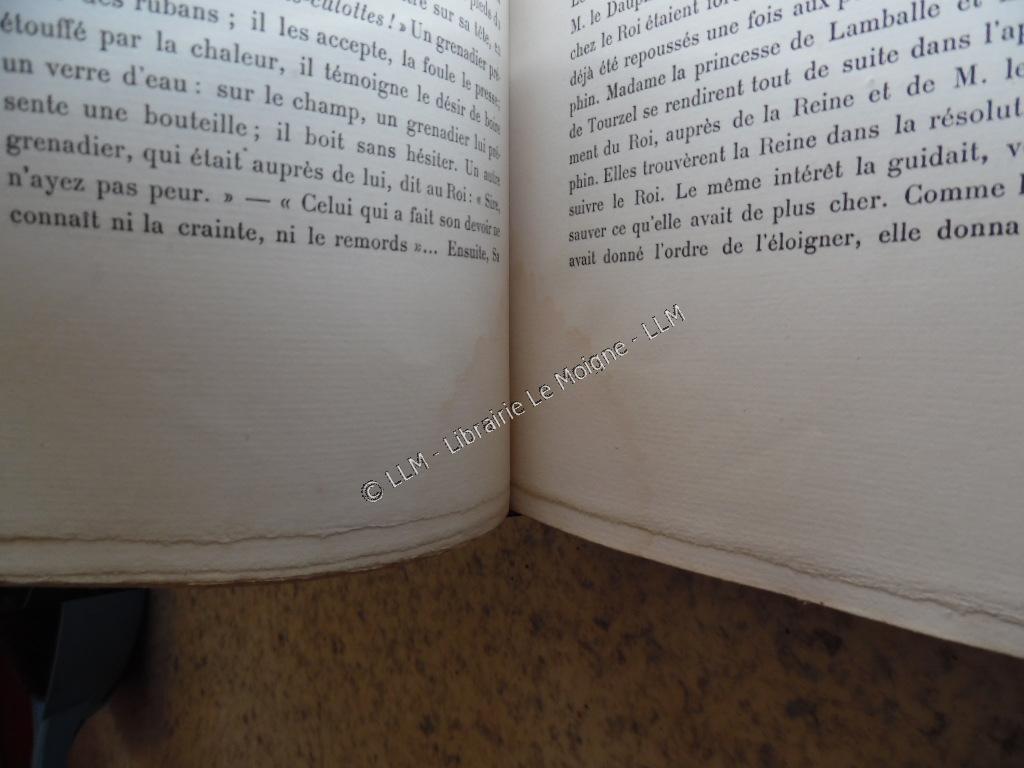 des rubans ; il les accepte, la foule le presse;
étouffé par la chaleur, il témoigne le désir de boire
un verre d'eau : sur le champ, un grenadier lui pré-
sente une bouteille ; il boit sans hésiter. Un autre
grenadier, qui était auprès de lui, dit au Roi : « Sire,
n'ayez pas peur. » — « Celui qui a fait son devoir ne
connaît ni la crainte, ni le remords »... Ensuite, Sa
M. le Dauph
chez le Roi étaient
déjà été repoussés une fois aux
phin. Madame la princesse de Lamballe et
de Tourzel se rendirent tout de suite dans l'ap
ment du Roi, auprès de la Reine et de M. le
phin. Elles trouvèrent la Reine dans la résolut
suivre le Roi. Le même intérêt la guidait, v
sauver ce qu'elle avait de plus cher. Comme
avait donné l'ordre de l'éloigner, elle donna
© LLM - Librairie Le Moigne - LLM